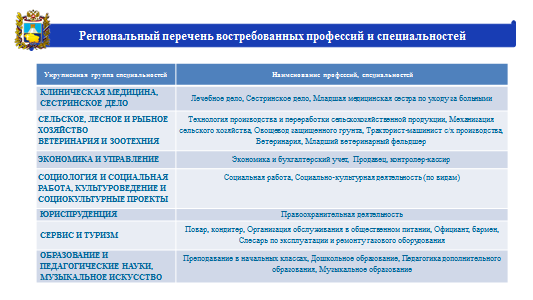 Региональный перечень востребованных профессий и специальностей
Укрупненная группа специальностей
Наименование профессий, специальностей
КЛИНИЧЕСКАЯ МЕДИЦИНА,
СЕСТРИНСКОЕ ДЕЛО
Лечебное дело, Сестринское дело, Младшая медицинская сестра по уходу за больными
СЕЛЬСКОЕ, ЛЕСНОЕ И РЫБНОЕ
ХОЗЯЙСТВО
ВЕТЕРИНАРИЯ И ЗООТЕХНИЯ
Технология производства и переработки сельскохозяйственной продукции, Механизация
сельского хозяйства, Овощевод защищенного грунта, Тракторист-машинист с/х производства,
Ветеринария, Младший ветеринарный фельдшер
ЭКОНОМИКА И УПРАВЛЕНИЕ
Экономика и бухгалтерский учет, Продавец, контролер-кассир
СОЦИОЛОГИЯ И СОЦИАЛЬНАЯ
РАБОТА, КУЛЬТУРОВЕДЕНИЕ И
СОЦИОКУЛЬТУРНЫЕ ПРОЕКТЫ
Социальная работа, Социально-культурная деятельность (по видам)
ЮРИСПРУДЕНЦИЯ
Правоохранительная деятельность
СЕРВИС И ТУРИЗМ
Повар, кондитер, Организация обслуживания в общественном питании, Официант, бармен,
Слесарь по эксплуатации и ремонту газового оборудования
ОБРАЗОВАНИЕ И
ПЕДАГОГИЧЕСКИЕ НАУКИ,
МУЗЫКАЛЬНОЕ ИСКУССТВО
Преподавание в начальных классах, Дошкольное образование, Педагогика дополнительного
образования, Музыкальное образование